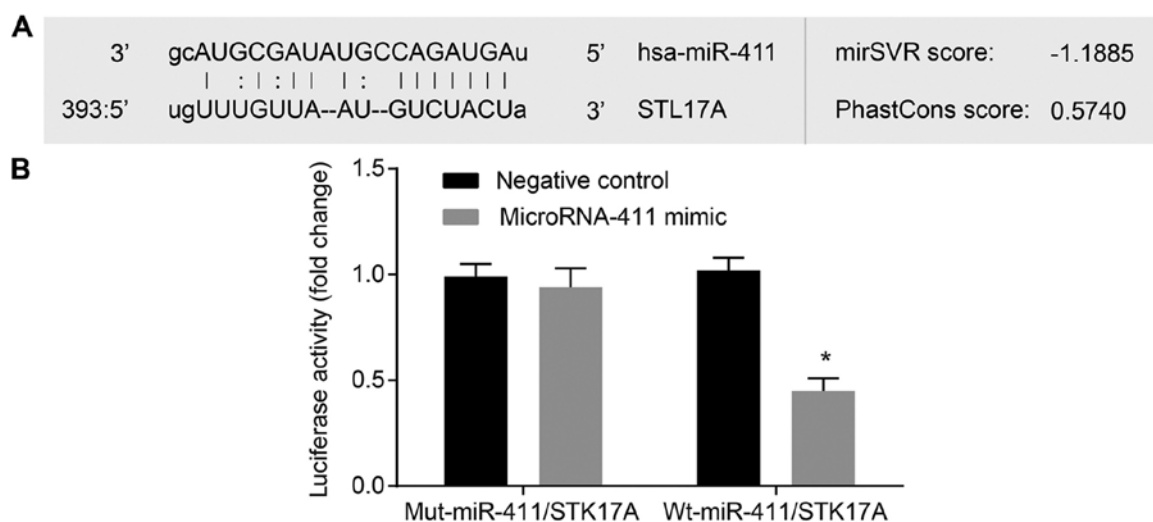 A
3’ gcAUGCGAUAUGCCAGAUGAu 5’ hsa-miR-411 mirSVR score: -1.1885
| : | : | | | : | | | | | | |
393:5’ ugUUUGUUA--AU--GUCUACUa 3’ STL17A PhastCons score: 0.5740
B
Luciferase activity (fold change)
1.5
1.0
0.5
0.0
Negative control
MicroRNA-411 mimic
*
Mut-miR-411/STK17A Wt-miR-411/STK17A